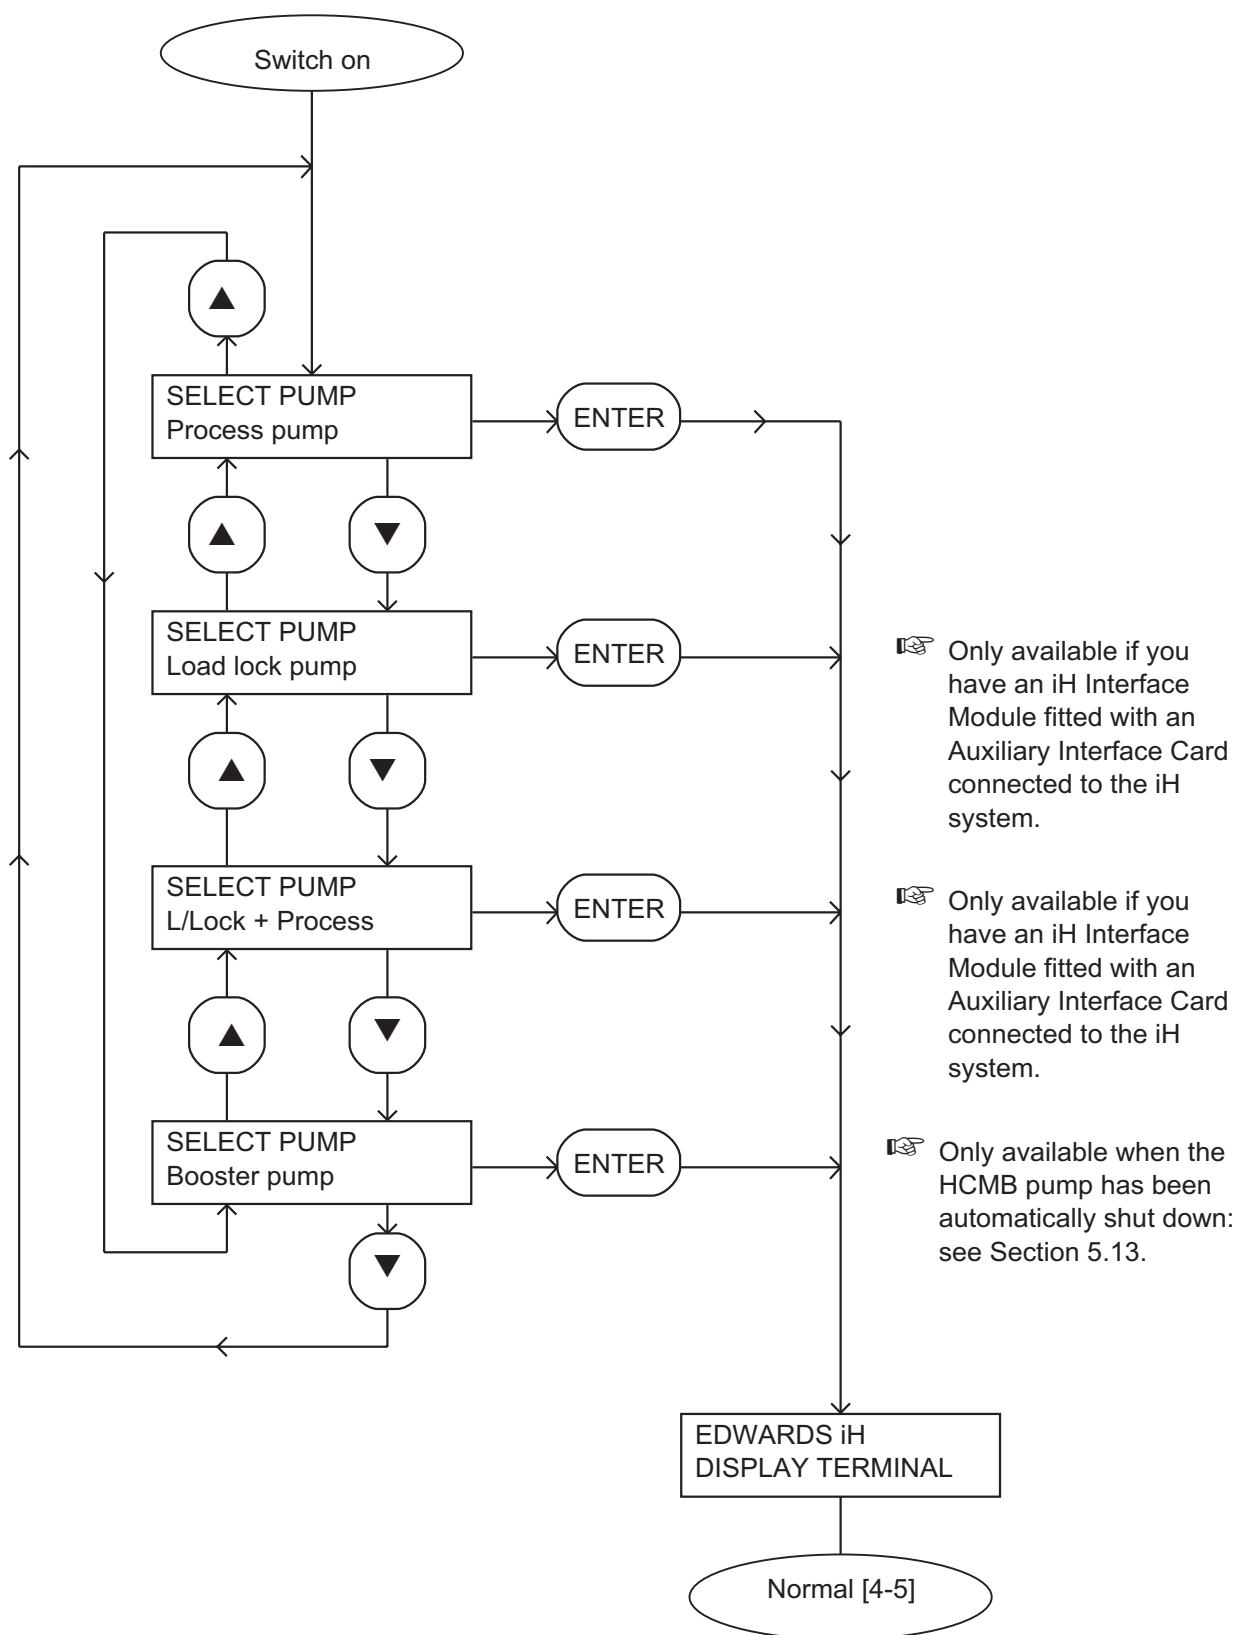 Switch on
▲
SELECT PUMP
Process pump
ENTER
▲
▼
SELECT PUMP
Load lock pump
ENTER
☞ Only available if you
have an iH Interface
Module fitted with an
Auxiliary Interface Card
connected to the iH
system.
▲
▼
SELECT PUMP
L/Lock + Process
ENTER
☞ Only available if you
have an iH Interface
Module fitted with an
Auxiliary Interface Card
connected to the iH
system.
▲
▼
SELECT PUMP
Booster pump
ENTER
☞ Only available when the
HCMB pump has been
automatically shut down:
see Section 5.13.
▼
EDWARDS iH
DISPLAY TERMINAL
Normal [4-5]